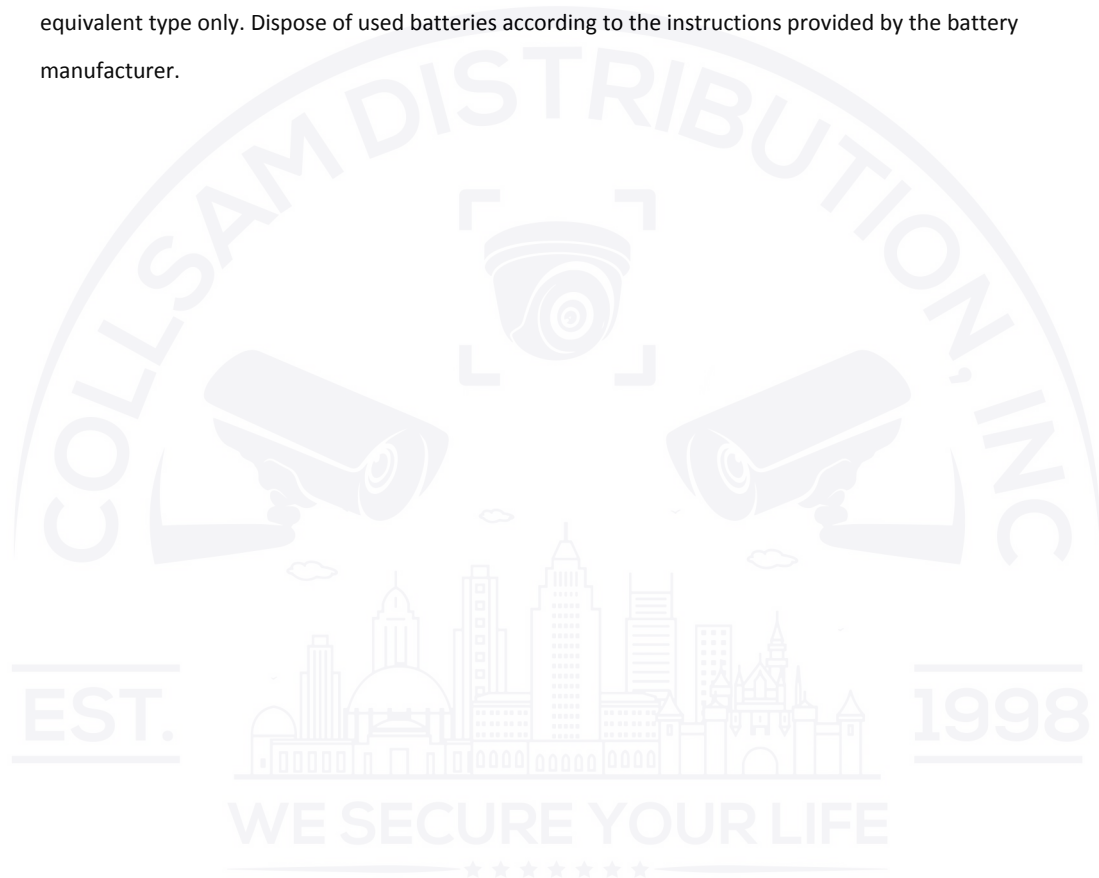 equivalent type only. Dispose of used batteries according to the instructions provided by the battery
manufacturer.
COLLSAM DISTRIBUTION, INC
EST.
1998
WE SECURE YOUR LIFE